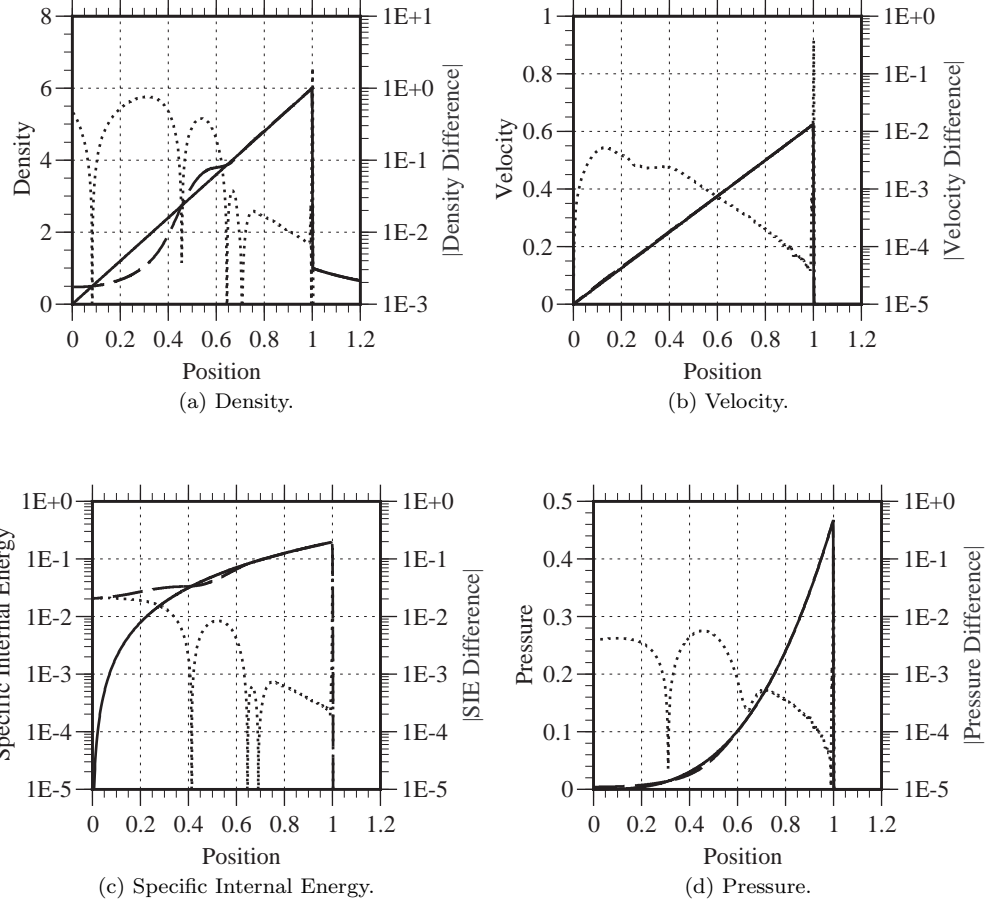 8
6
4
2
0
Density
1E+1
1E+0
1E-1
1E-2
1E-3
|Density Difference|
0 0.2 0.4 0.6 0.8 1 1.2
Position
(a) Density.
1
0.8
0.6
0.4
0.2
0
Velocity
1E+0
1E-1
1E-2
1E-3
1E-4
1E-5
|Velocity Difference|
0 0.2 0.4 0.6 0.8 1 1.2
Position
(b) Velocity.
1E+0
1E-1
1E-2
1E-3
1E-4
1E-5
Specific Internal Energy
1E+0
1E-1
1E-2
1E-3
1E-4
1E-5
|SIE Difference|
0 0.2 0.4 0.6 0.8 1 1.2
Position
(c) Specific Internal Energy.
0.5
0.4
0.3
0.2
0.1
0
Pressure
1E+0
1E-1
1E-2
1E-3
1E-4
1E-5
|Pressure Difference|
0 0.2 0.4 0.6 0.8 1 1.2
Position
(d) Pressure.